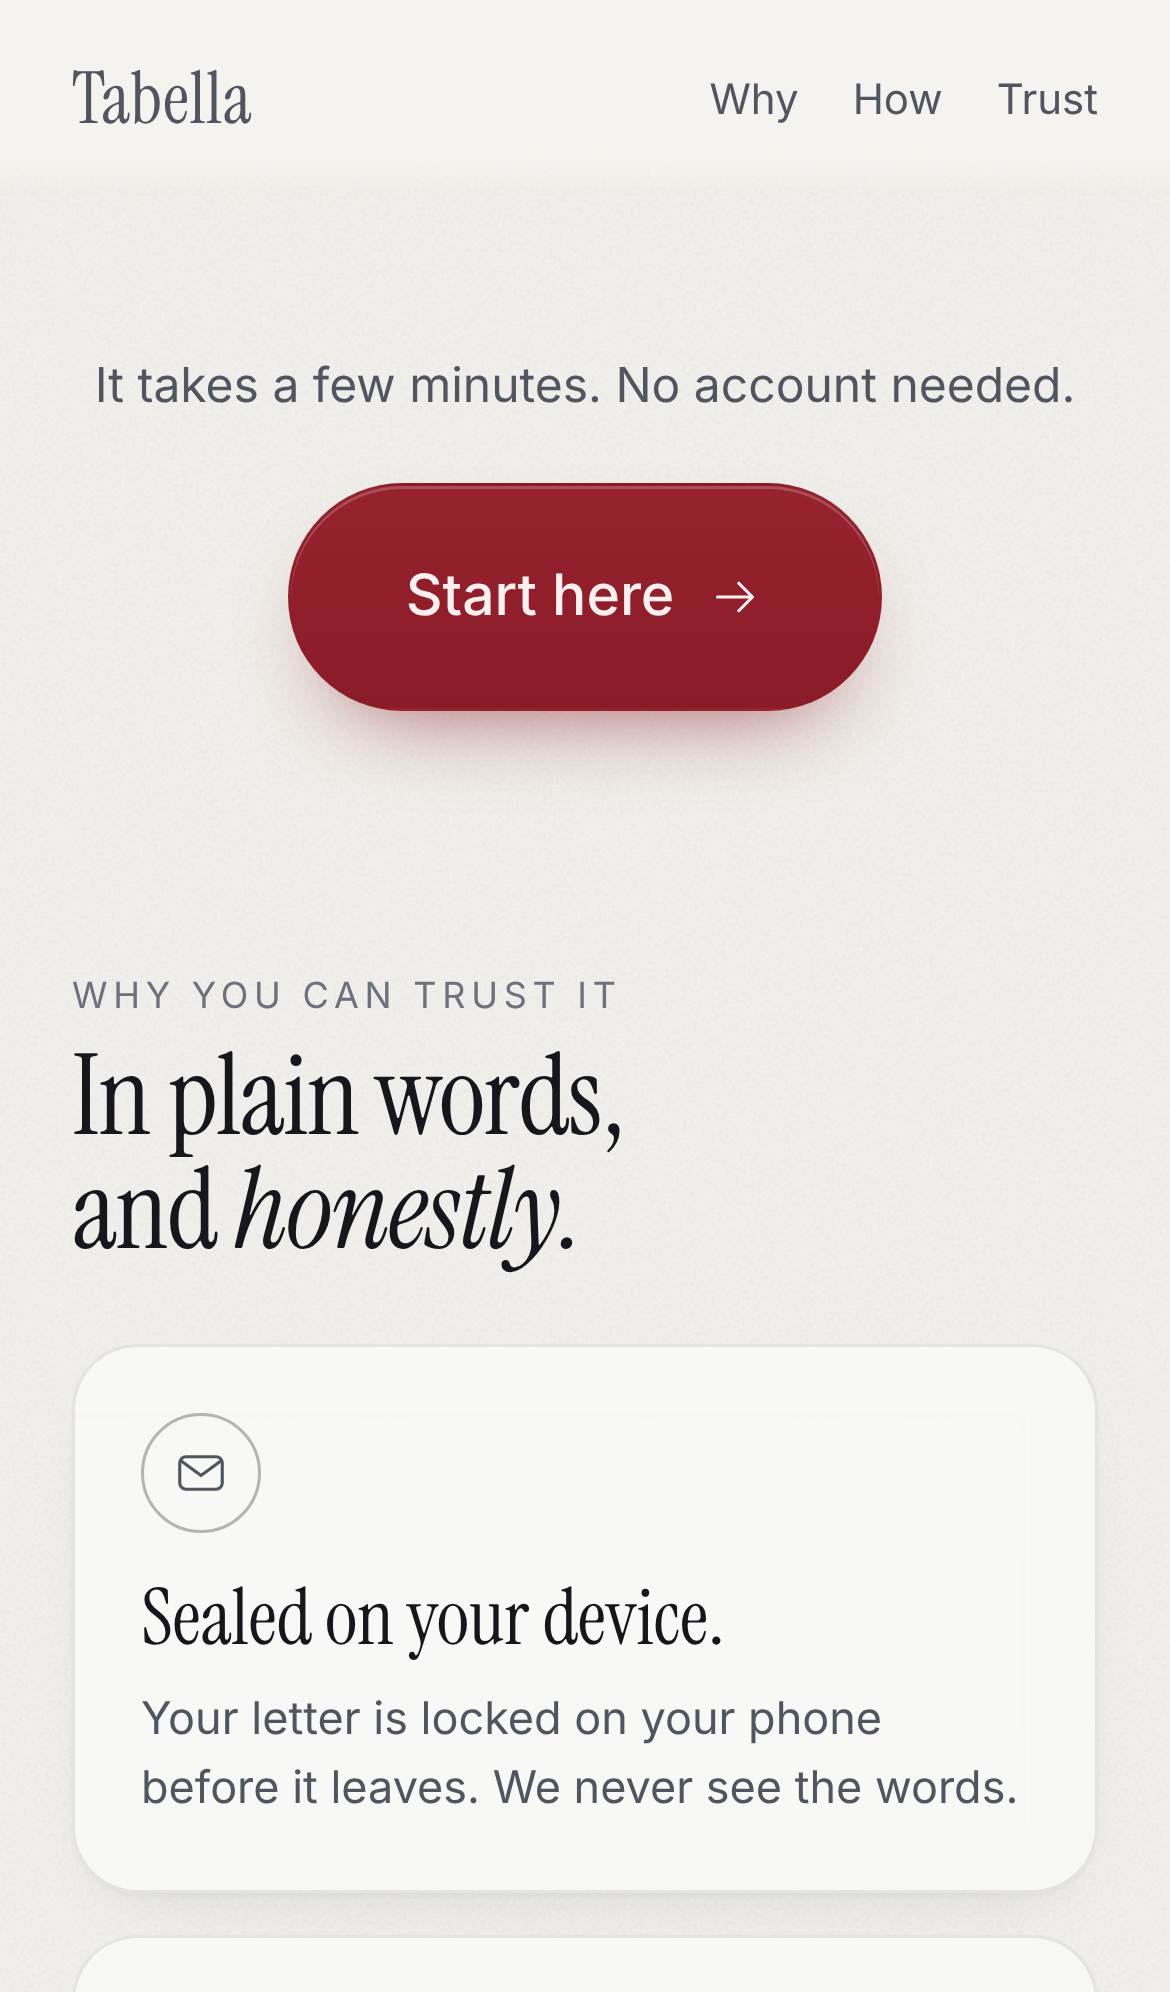 Tabella
Why How Trust
It takes a few minutes. No account needed.
Start here →
WHY YOU CAN TRUST IT
In plain words,
and honestly.
Sealed on your device.
Your letter is locked on your phone
before it leaves. We never see the words.